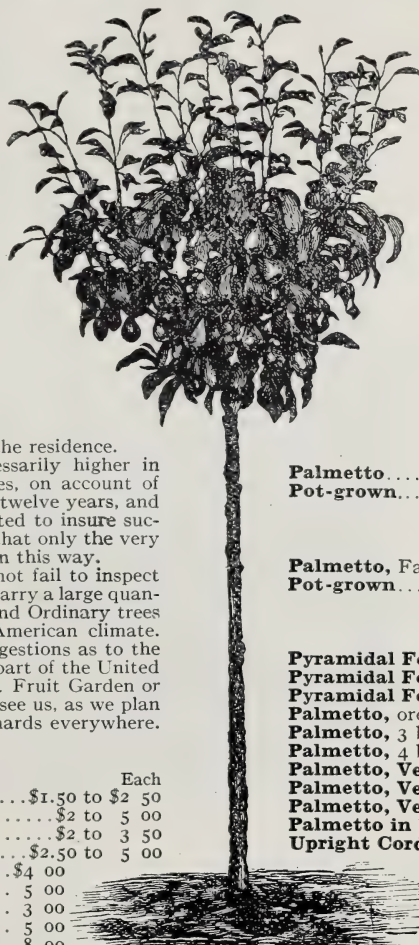 he residence.
essarily higher in
es, on account of
twelve years, and
ted to insure suc-
hat only the very
n this way.
not fail to inspect
arry a large quan-
nd Ordinary trees
American climate.
gestions as to the
part of the United
. Fruit Garden or
see us, as we plan
hards everywhere.
Each
...$1.50 to $2 50
.....$2 to 5 00
.....$2 to 3 50
...$2.50 to 5 00
.$4 00
. 5 00
. 3 00
. 5 00
. 8 00
Palmetto....
Pot-grown...
Palmetto, Fa
Pot-grown...
Pyramidal Fo
Pyramidal Fo
Pyramidal Fo
Palmetto, ord
Palmetto, 3 b
Palmetto, 4 b
Palmetto, Ve
Palmetto, Ve
Palmetto, Ve
Palmetto in
Upright Cord